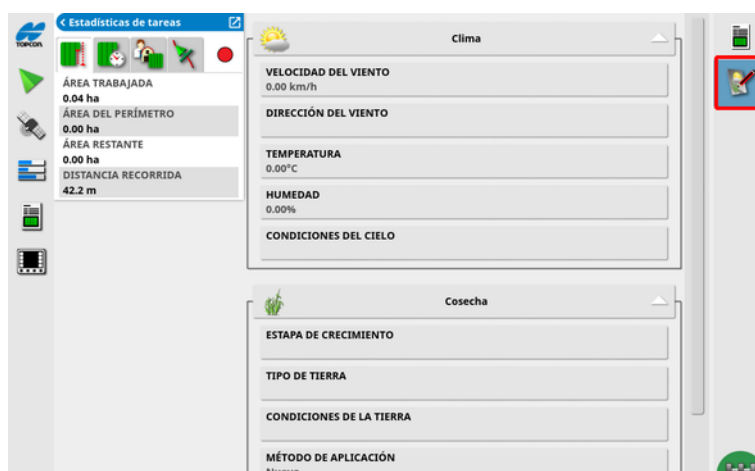 TOPCON
Estadísticas de tareas
ÁREA TRABAJADA
0.04 ha
ÁREA DEL PERÍMETRO
0.00 ha
ÁREA RESTANTE
0.00 ha
DISTANCIA RECORRIDA
42.2 m
Clima
VELOCIDAD DEL VIENTO
0.00 km/h
DIRECCIÓN DEL VIENTO
TEMPERATURA
0.00°C
HUMEDAD
0.00%
CONDICIONES DEL CIELO
Cosecha
ESTAPA DE CRECIMIENTO
TIPO DE TIERRA
CONDICIONES DE LA TIERRA
MÉTODO DE APLICACIÓN